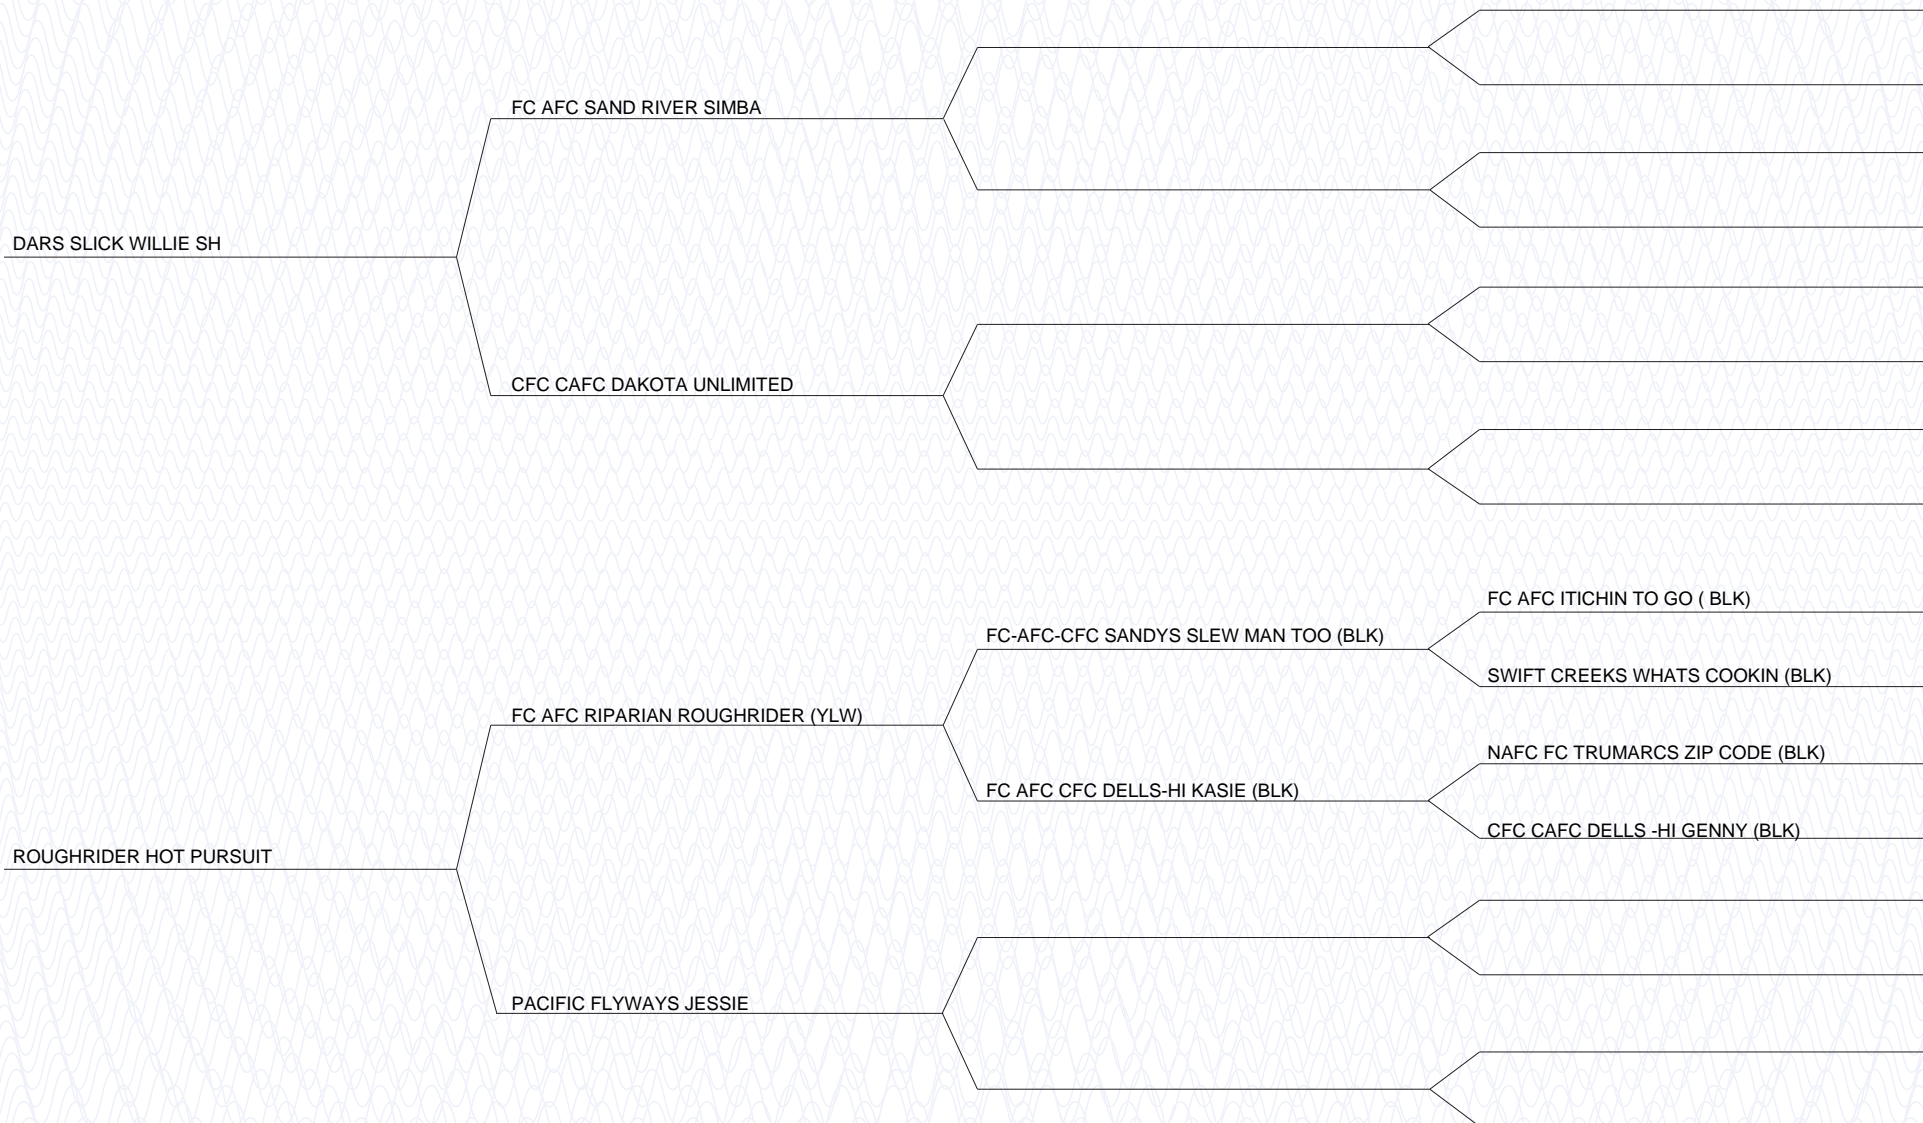 FC AFC SAND RIVER SIMBA
DARS SLICK WILLIE SH
CFC CAFC DAKOTA UNLIMITED
FC AFC ITICHIN TO GO ( BLK)
FC-AFC-CFC SANDYS SLEW MAN TOO (BLK)
SWIFT CREEKS WHATS COOKIN (BLK)
FC AFC RIPARIAN ROUGHRIDER (YLW)
NAFC FC TRUMARCS ZIP CODE (BLK)
FC AFC CFC DELLS-HI KASIE (BLK)
CFC CAFC DELLS -HI GENNY (BLK)
ROUGHRIDER HOT PURSUIT
PACIFIC FLYWAYS JESSIE